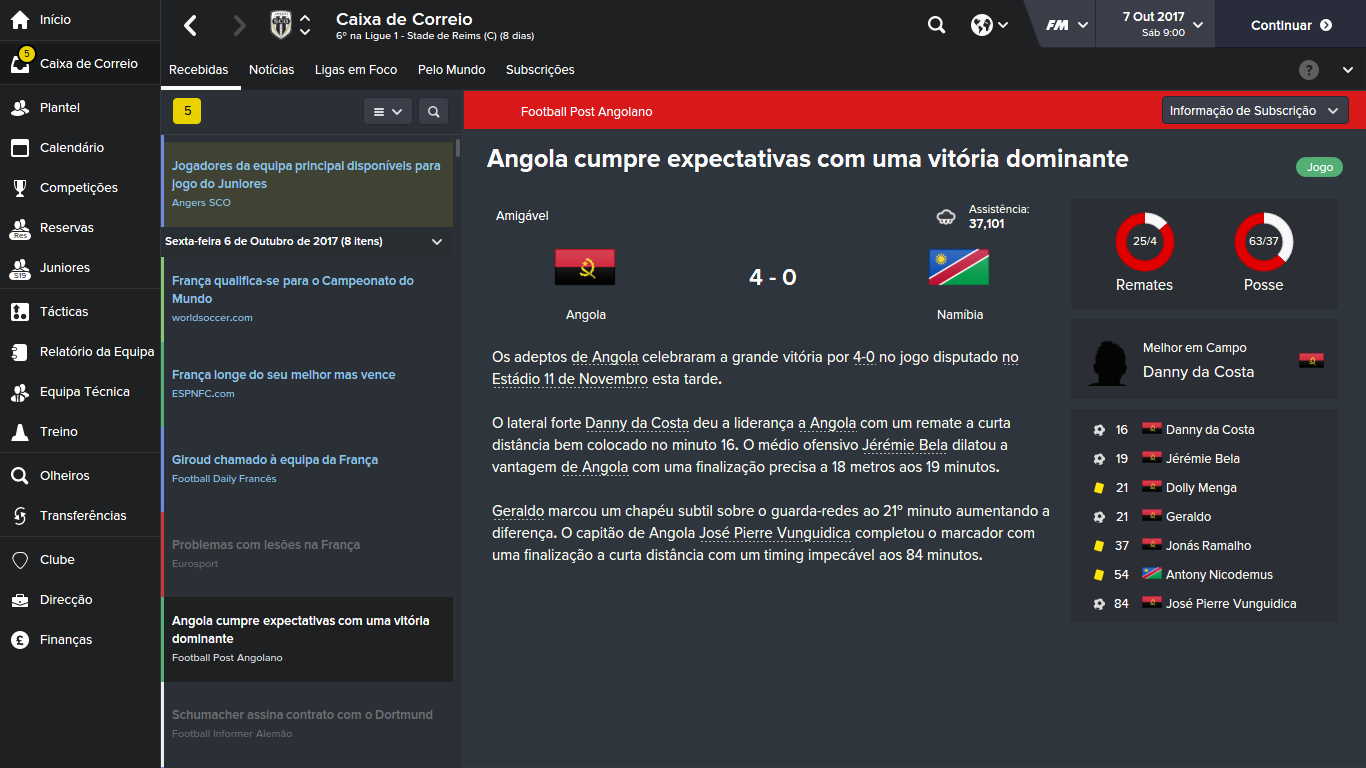 Início
5
Caixa de Correio
Plantel
Calendário
Competições
Res
Reservas
S19
Juniores
Tácticas
Relatório da Equipa
Equipa Técnica
Treino
Olheiros
Transferências
Clube
Direcção
Finanças
SCO
Caixa de Correio
6º na Ligue 1 - Stade de Reims (C) (8 dias)
FM
7 Out 2017
Sáb 9:00
Continuar
Recebidas Notícias Ligas em Foco Pelo Mundo Subscrições
?
5
Jogadores da equipa principal disponíveis para
jogo do Juniores
Angers SCO
Sexta-feira 6 de Outubro de 2017 (8 itens)
França qualifica-se para o Campeonato do
Mundo
worldsoccer.com
França longe do seu melhor mas vence
ESPNFC.com
Giroud chamado à equipa da França
Football Daily Francês
Problemas com lesões na França
Eurosport
Angola cumpre expectativas com uma vitória
dominante
Football Post Angolano
Schumacher assina contrato com o Dortmund
Football Informer Alemão
Football Post Angolano
Informação de Subscrição
Angola cumpre expectativas com uma vitória dominante
Jogo
Amigável
Assistência:
37,101
4 - 0
Angola
Namíbia
Os adeptos de Angola celebraram a grande vitória por 4-0 no jogo disputado no
Estádio 11 de Novembro esta tarde.
O lateral forte Danny da Costa deu a liderança a Angola com um remate a curta
distância bem colocado no minuto 16. O médio ofensivo Jérémie Bela dilatou a
vantagem de Angola com uma finalização precisa a 18 metros aos 19 minutos.
Geraldo marcou um chapéu subtil sobre o guarda-redes ao 21º minuto aumentando a
diferença. O capitão de Angola José Pierre Vunguidica completou o marcador com
uma finalização a curta distância com um timing impecável aos 84 minutos.
25/4
Remates
63/37
Posse
Melhor em Campo
Danny da Costa
16 Danny da Costa
19 Jérémie Bela
21 Dolly Menga
21 Geraldo
37 Jonás Ramalho
54 Antony Nicodemus
84 José Pierre Vunguidica